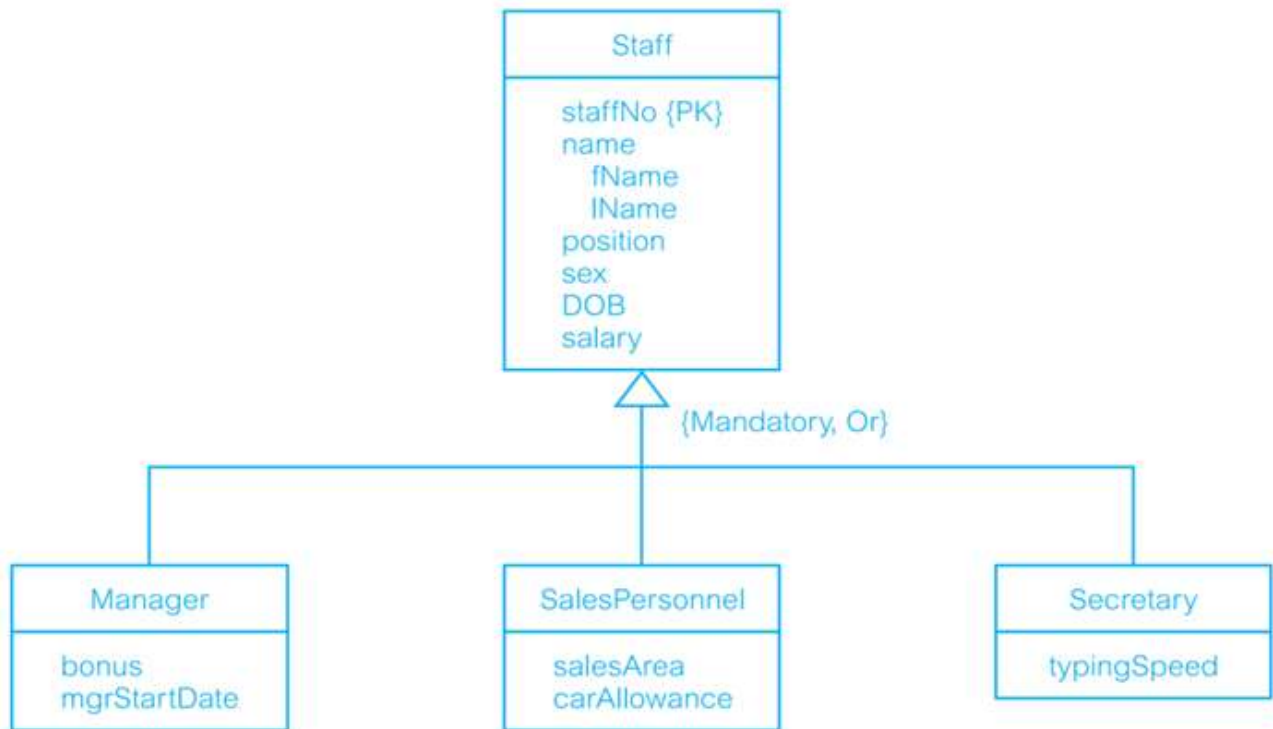 Staff
staffNo {PK}
name
fName
lName
position
sex
DOB
salary
{Mandatory, Or}
Manager
bonus
mgrStartDate
SalesPersonnel
salesArea
carAllowance
Secretary
typingSpeed